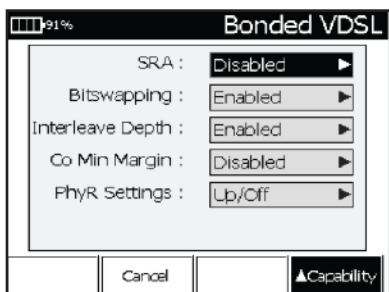 91% Bonded VDSL
SRA : Disabled
Bitswapping : Enabled
Interleave Depth : Enabled
Co Min Margin : Disabled
PhyR Settings : Up/Off
Cancel ▲Capability